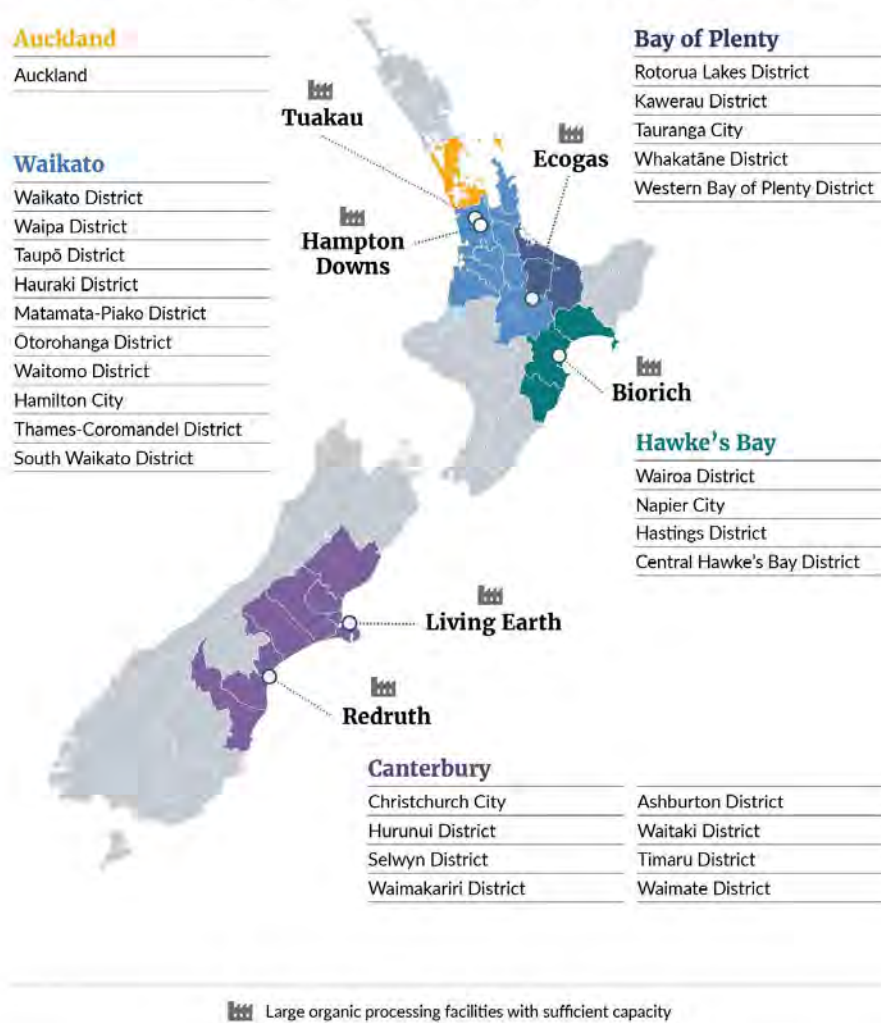 Auckland
Auckland
Waikato
Waikato District
Waipa District
Taupō District
Hauraki District
Matamata-Piako District
Ōtorohanga District
Waitomo District
Hamilton City
Thames-Coromandel District
South Waikato District
Tuakau
Hampton
Downs
Ecogas
Biorich
Living Earth
Redruth
Bay of Plenty
Rotorua Lakes District
Kawerau District
Tauranga City
Whakatāne District
Western Bay of Plenty District
Hawke's Bay
Wairoa District
Napier City
Hastings District
Central Hawke's Bay District
Canterbury
Christchurch City
Hurunui District
Selwyn District
Waimakariri District
Ashburton District
Waitaki District
Timaru District
Waimate District
Large organic processing facilities with sufficient capacity